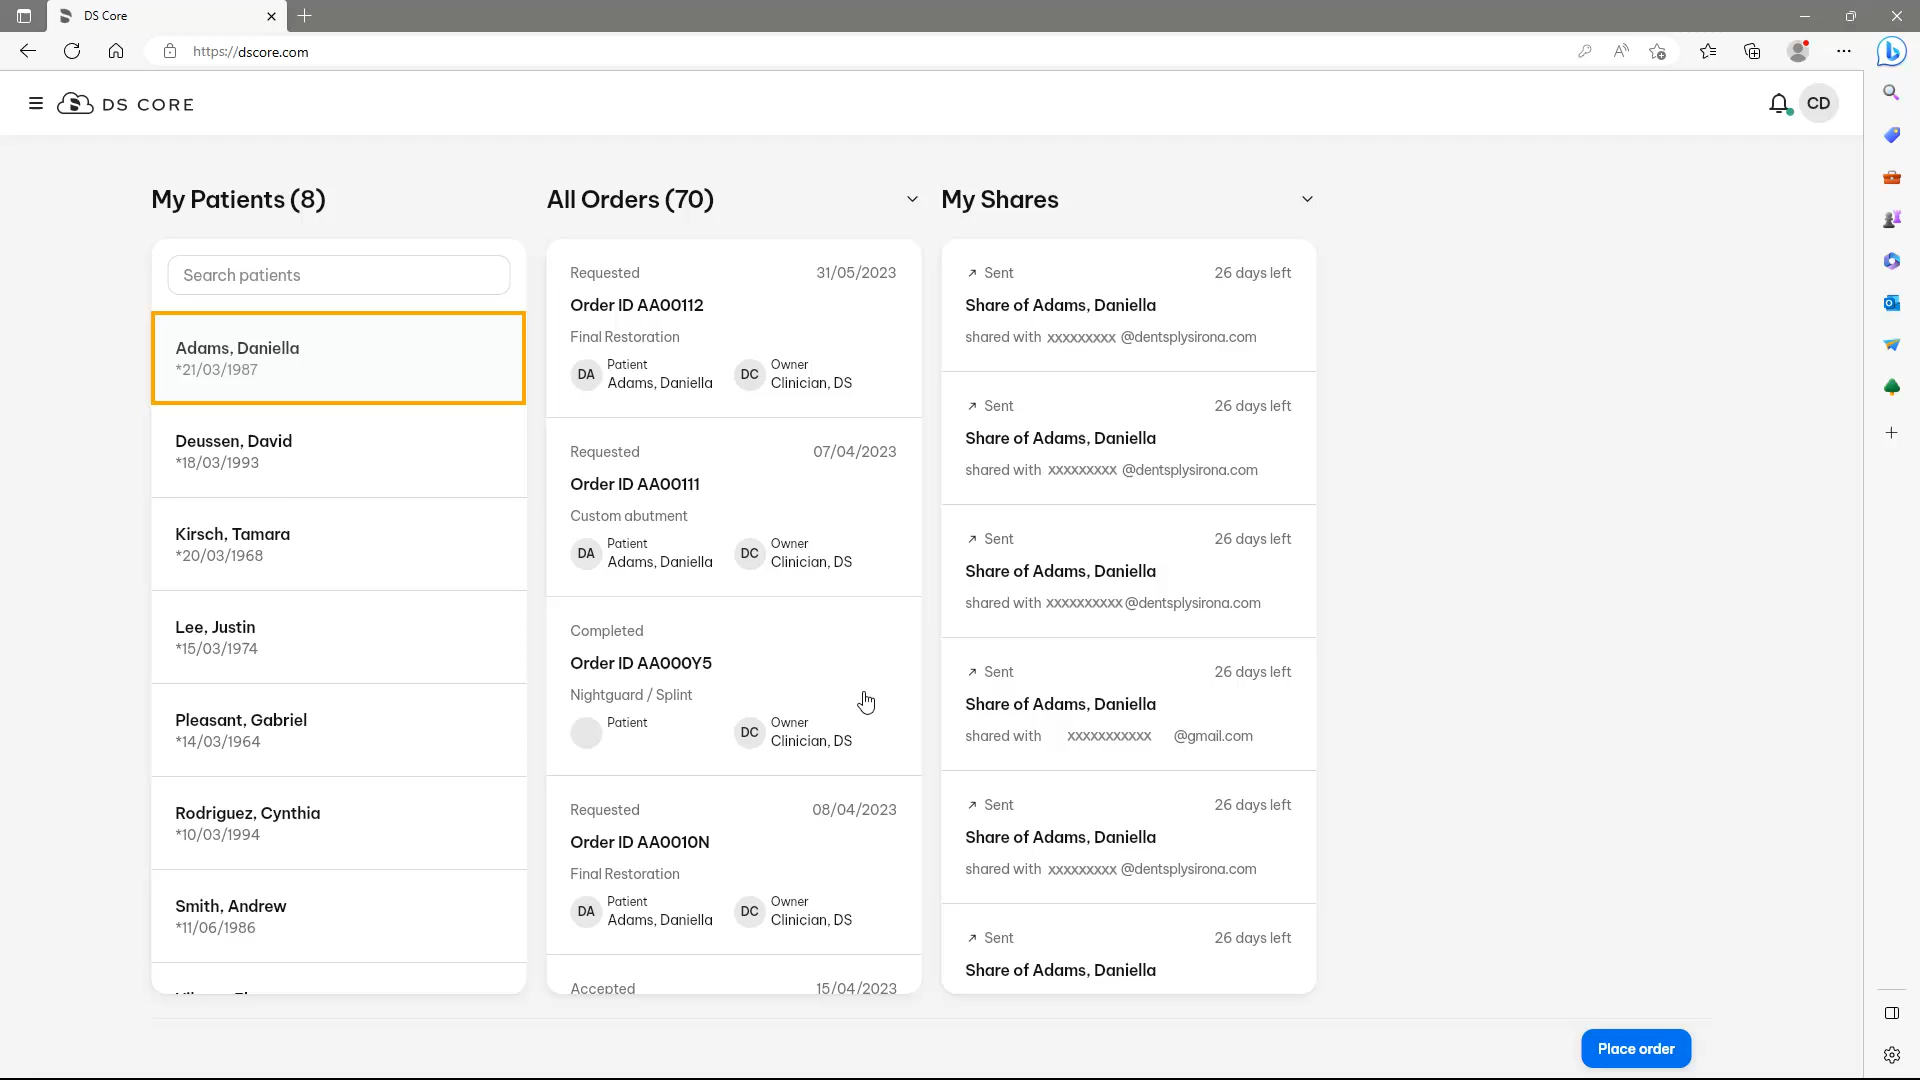 DS Core
https://dscore.com
DS CORE
CD
My Patients (8)
Search patients
Adams, Daniella
*21/03/1987
Deussen, David
*18/03/1993
Kirsch, Tamara
*20/03/1968
Lee, Justin
*15/03/1974
Pleasant, Gabriel
*14/03/1964
Rodriguez, Cynthia
*10/03/1994
Smith, Andrew
*11/06/1986
All Orders (70)
Requested 31/05/2023
Order ID AA00112
Final Restoration
DA Patient Adams, Daniella DC Owner Clinician, DS
Requested 07/04/2023
Order ID AA00111
Custom abutment
DA Patient Adams, Daniella DC Owner Clinician, DS
Completed
Order ID AA000Y5
Nightguard / Splint
Patient DC Owner Clinician, DS
Requested 08/04/2023
Order ID AA0010N
Final Restoration
DA Patient Adams, Daniella DC Owner Clinician, DS
Accepted 15/04/2023
My Shares
Sent 26 days left
Share of Adams, Daniella
shared with xxxxxxxxx @dentsplysirona.com
Sent 26 days left
Share of Adams, Daniella
shared with xxxxxxxxx @dentsplysirona.com
Sent 26 days left
Share of Adams, Daniella
shared with xxxxxxxxxx @dentsplysirona.com
Sent 26 days left
Share of Adams, Daniella
shared with xxxxxxxxxxx @gmail.com
Sent 26 days left
Share of Adams, Daniella
shared with xxxxxxxxx @dentsplysirona.com
Sent 26 days left
Share of Adams, Daniella
Place order